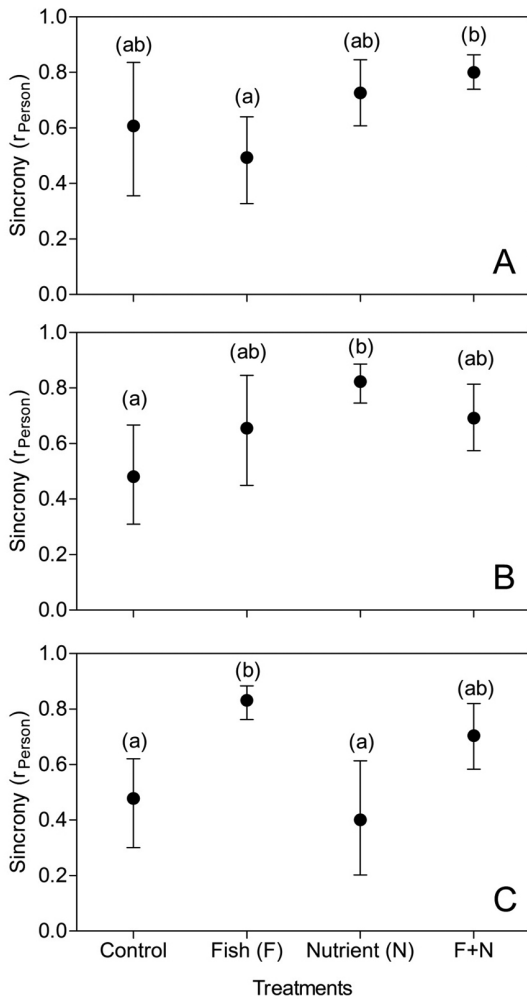 1.0
(ab)
(a)
(ab)
(b)
0.8
0.6
0.4
0.2
0.0
Sincrony (rPerson)
A
1.0
(a)
(ab)
(b)
(ab)
0.8
0.6
0.4
0.2
0.0
Sincrony (rPerson)
B
1.0
(a)
(b)
(a)
(ab)
0.8
0.6
0.4
0.2
0.0
Sincrony (rPerson)
C
Control Fish (F) Nutrient (N) F+N
Treatments